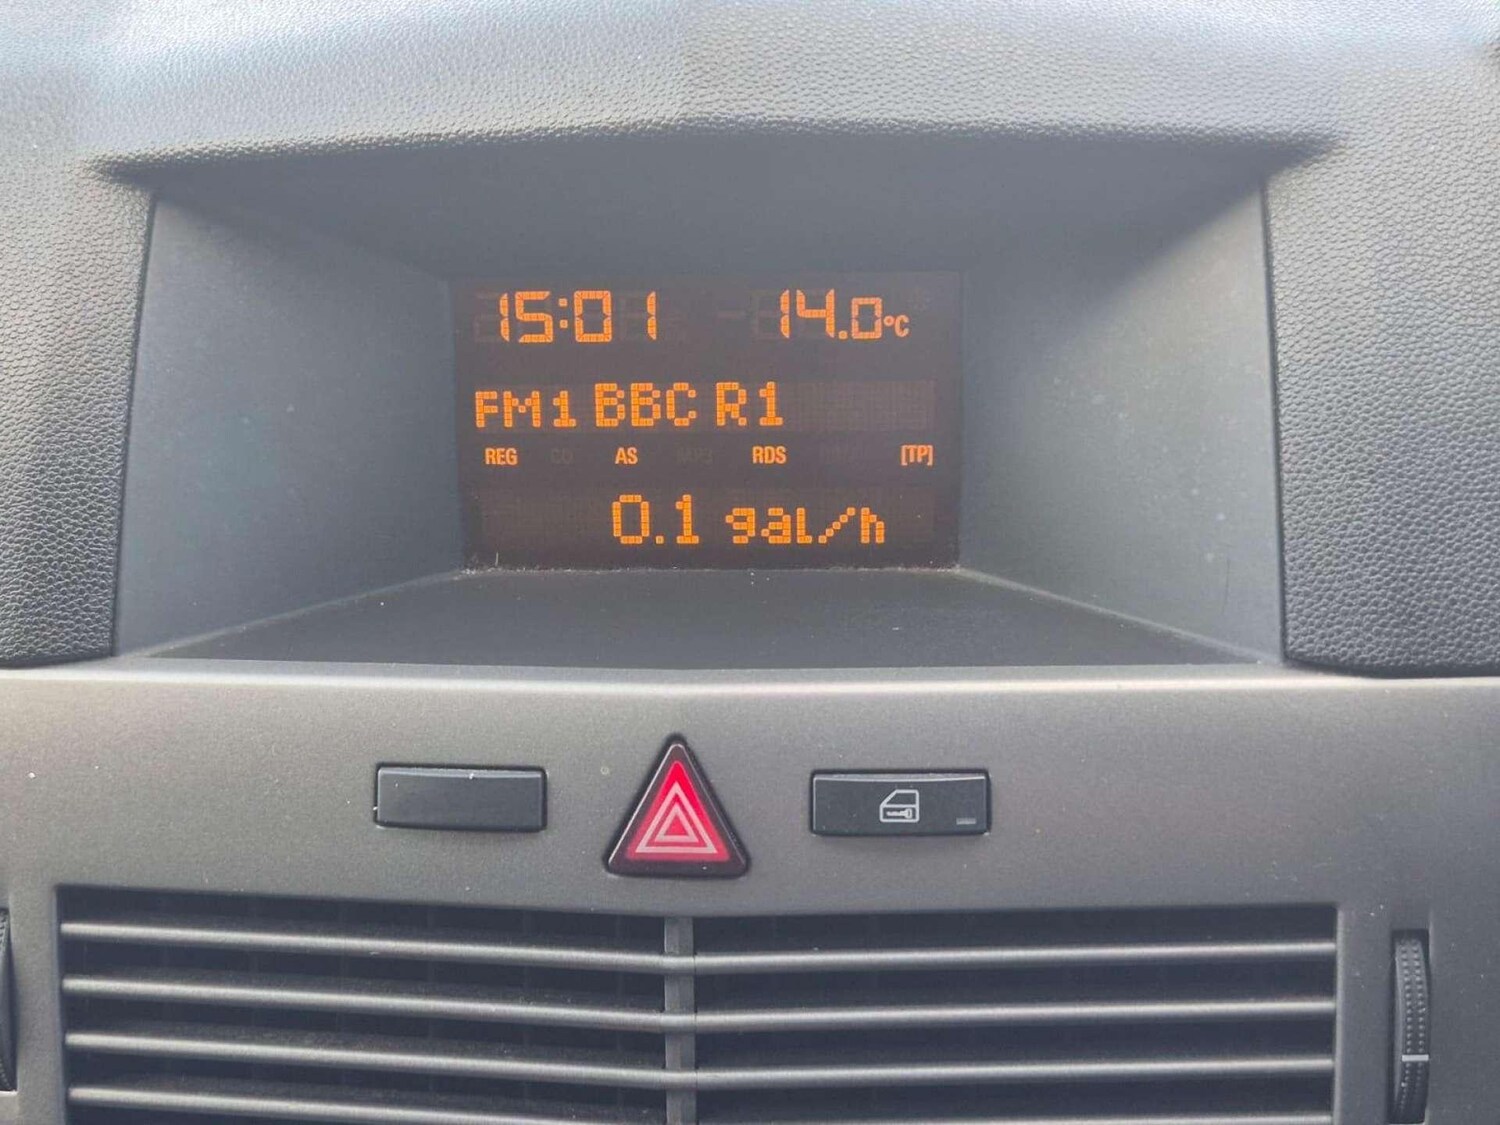 15:01 14.0°C
FM1 BBC R1
REG AS RDS [TP]
0.1 gal/h